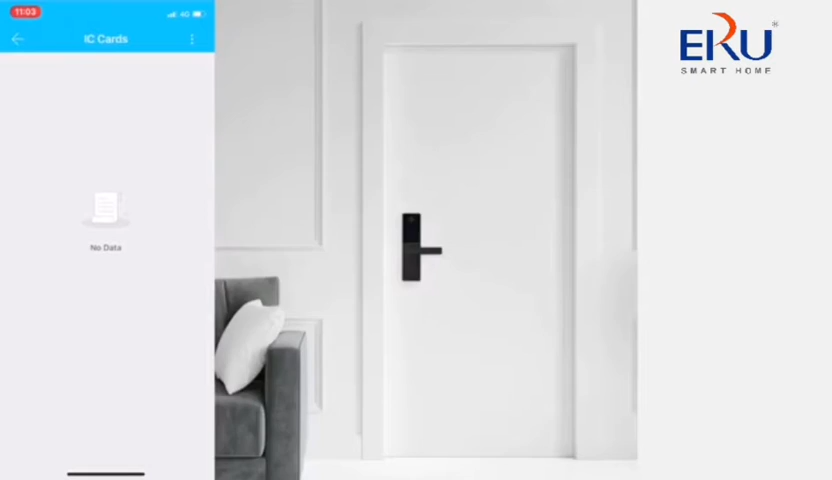 11:03
4G
IC Cards
No Data
ERU®
SMART HOME